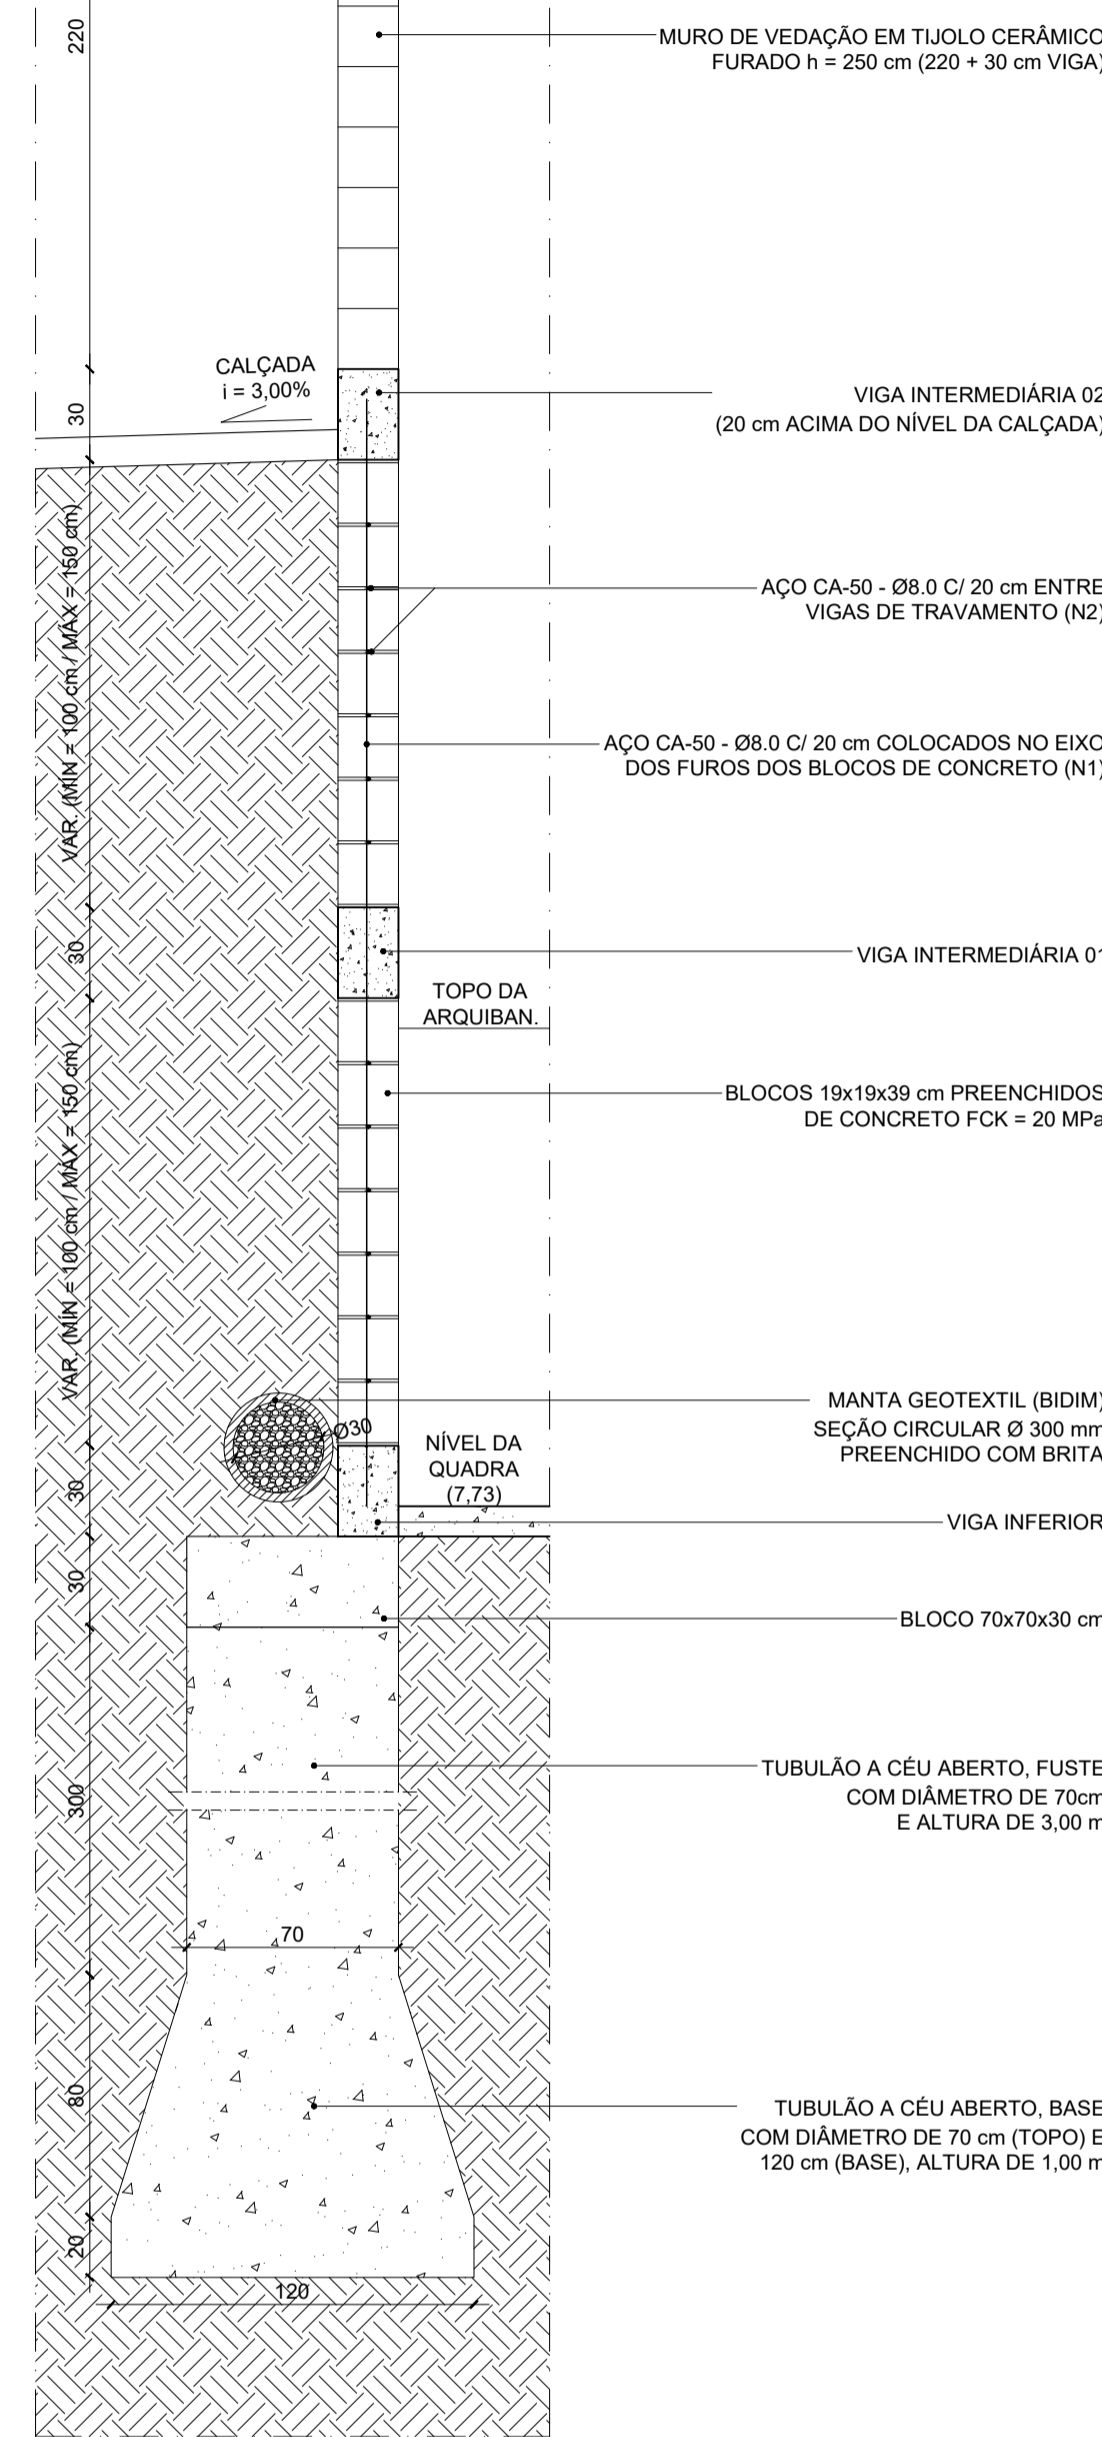 220
MURO DE VEDAÇÃO EM TIJOLO CERÂMICO
FURADO h = 250 cm (220 + 30 cm VIGA)
CALÇADA
i = 3,00%
30
VIGA INTERMEDIÁRIA 02
(20 cm ACIMA DO NÍVEL DA CALÇADA)
VAR. (MÍN = 100 cm / MÁX = 150 cm)
AÇO CA-50 - Ø8.0 C/ 20 cm ENTRE
VIGAS DE TRAVAMENTO (N2)
AÇO CA-50 - Ø8.0 C/ 20 cm COLOCADOS NO EIXO
DOS FUROS DOS BLOCOS DE CONCRETO (N1)
30
VIGA INTERMEDIÁRIA 01
TOPO DA
ARQUIBAN.
VAR. (MÍN = 100 cm / MÁX = 150 cm)
BLOCOS 19x19x39 cm PREENCHIDOS
DE CONCRETO FCK = 20 MPa
MANTA GEOTEXTIL (BIDIM)
SEÇÃO CIRCULAR Ø 300 mm
PREENCHIDO COM BRITA
Ø30
NÍVEL DA
QUADRA
(7,73)
30
VIGA INFERIOR
30
BLOCO 70x70x30 cm
300
TUBULÃO A CÉU ABERTO, FUSTE
COM DIÂMETRO DE 70cm
E ALTURA DE 3,00 m
70
80
TUBULÃO A CÉU ABERTO, BASE
COM DIÂMETRO DE 70 cm (TOPO) E
120 cm (BASE), ALTURA DE 1,00 m
20
120